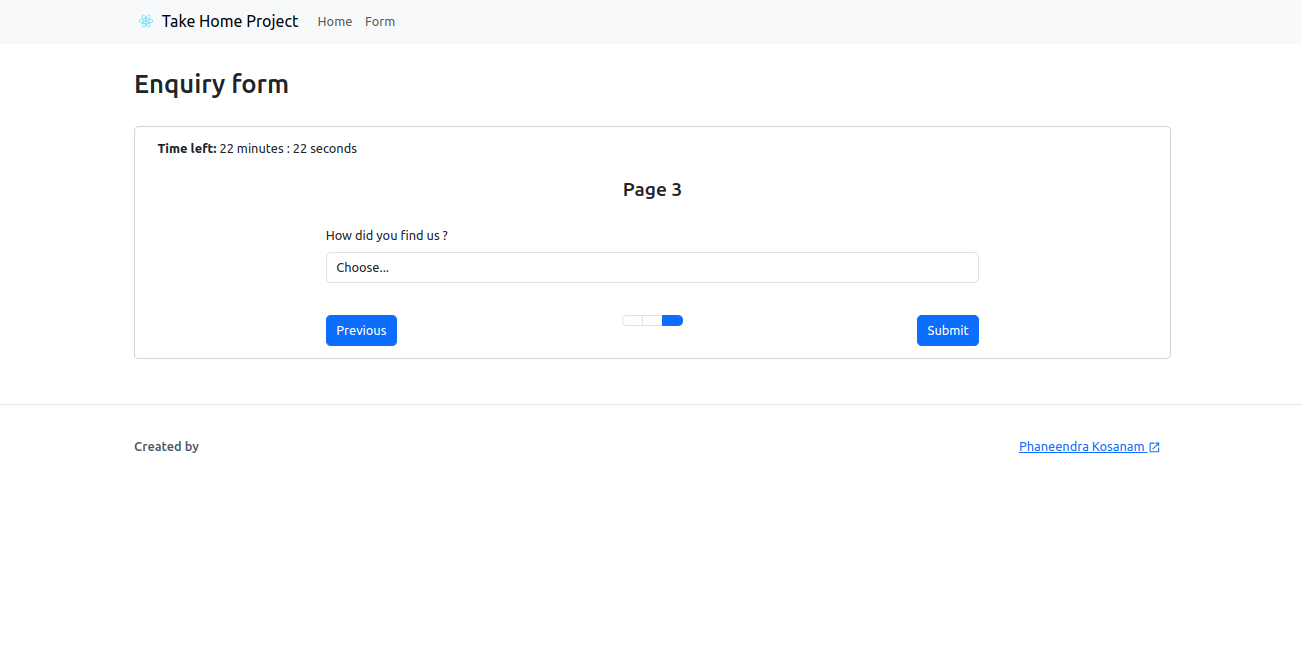 Take Home Project Home Form
Enquiry form
Time left: 22 minutes : 22 seconds
Page 3
How did you find us ?
Choose...
Previous Submit
Created by Phaneendra Kosanam